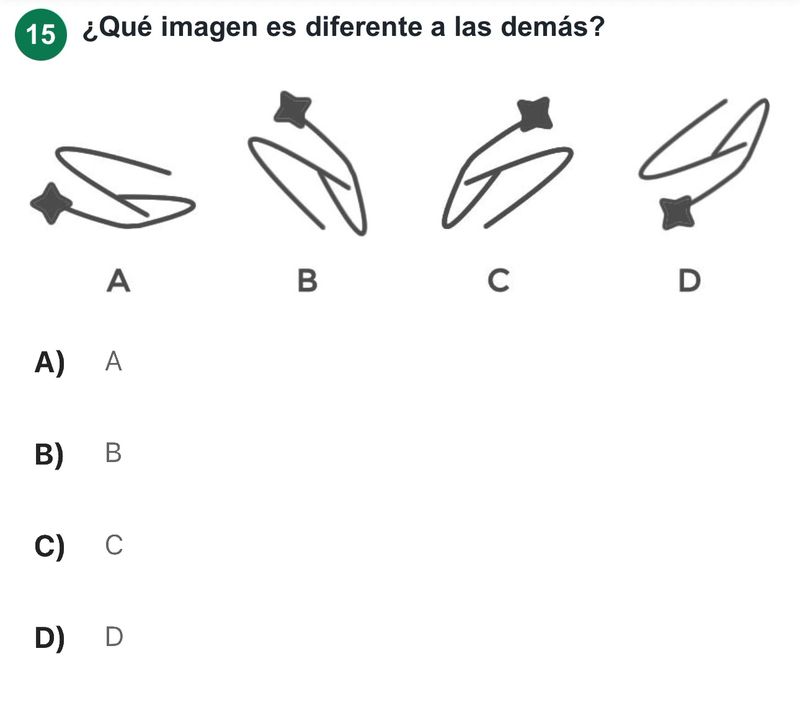 15 ¿Qué imagen es diferente a las demás?
A B C D
A) A
B) B
C) C
D) D